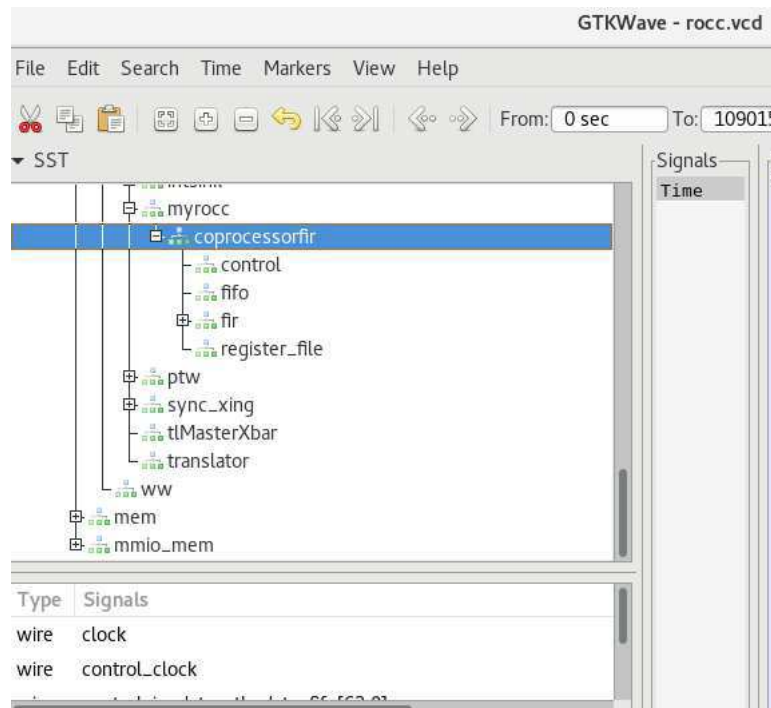 GTKWave - rocc.vcd
File Edit Search Time Markers View Help
From: 0 sec To: 109015
SST
Signals
Time
myrocc
coprocessorfir
control
fifo
fir
register_file
ptw
sync_xing
tlMasterXbar
translator
ww
mem
mmio_mem
Type Signals
wire clock
wire control_clock